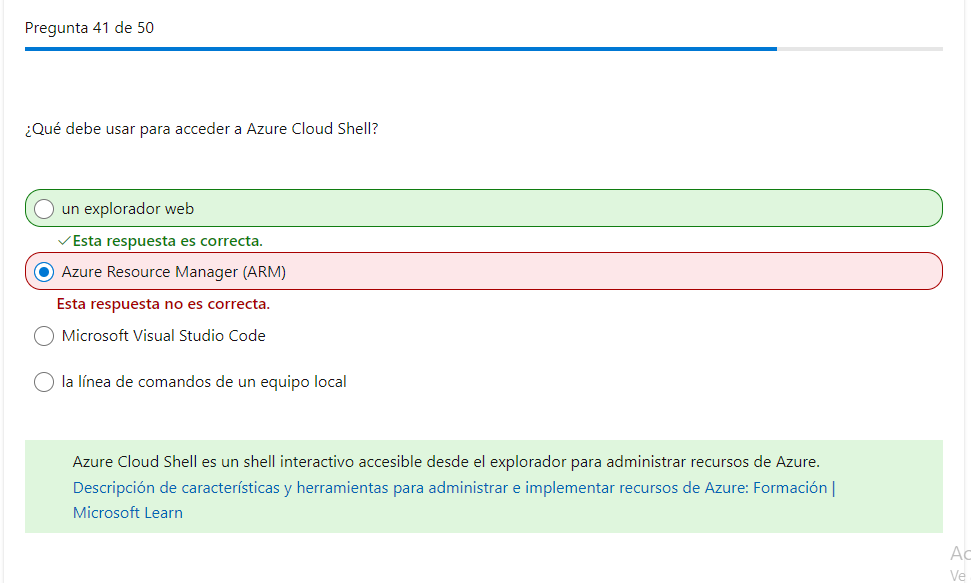 Pregunta 41 de 50
¿Qué debe usar para acceder a Azure Cloud Shell?
un explorador web
Esta respuesta es correcta.
Azure Resource Manager (ARM)
Esta respuesta no es correcta.
Microsoft Visual Studio Code
la línea de comandos de un equipo local
Azure Cloud Shell es un shell interactivo accesible desde el explorador para administrar recursos de Azure.
Descripción de características y herramientas para administrar e implementar recursos de Azure: Formación |
Microsoft Learn